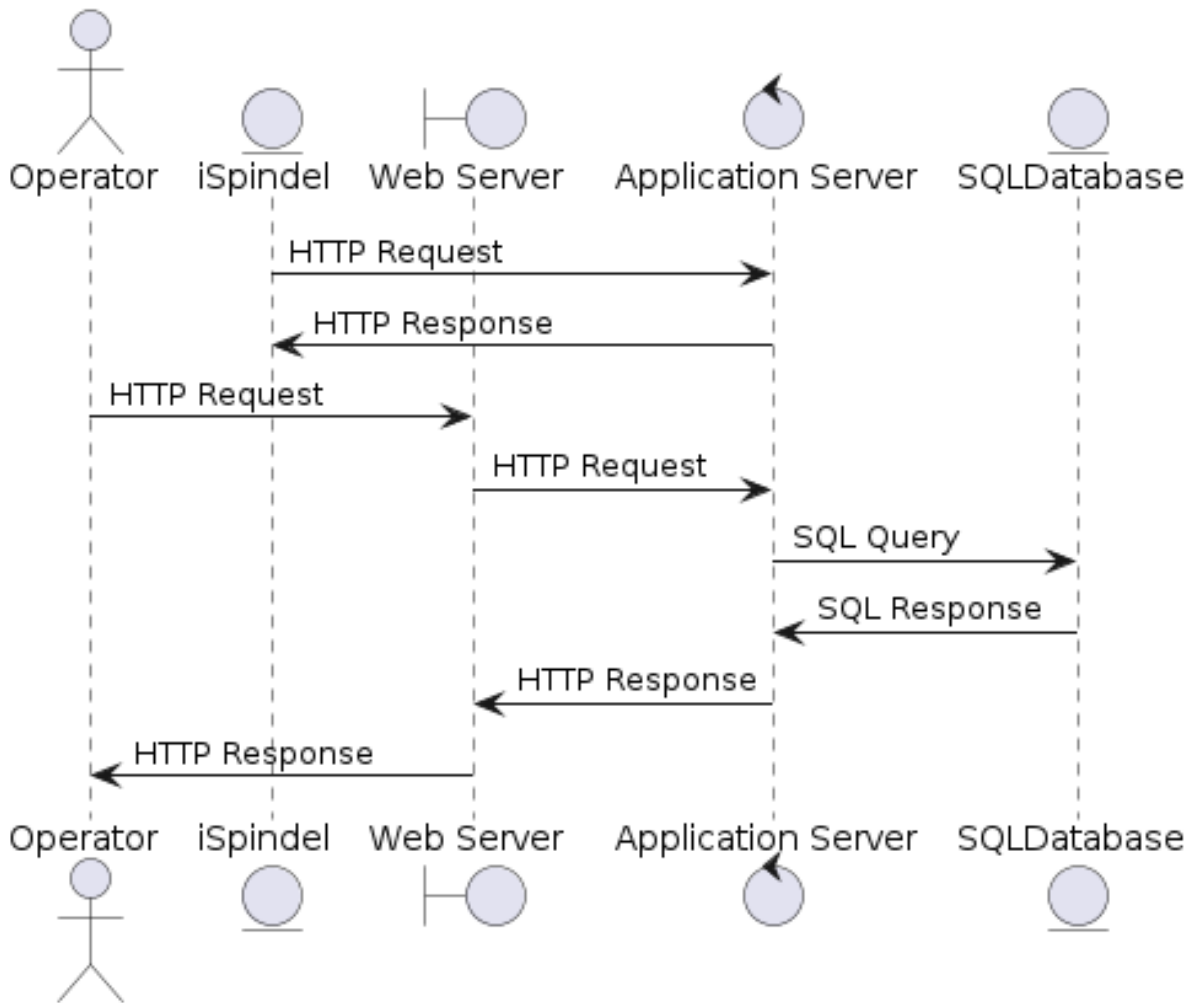 Operator iSpindel Web Server Application Server SQLDatabase
HTTP Request
HTTP Response
HTTP Request
HTTP Request
SQL Query
SQL Response
HTTP Response
HTTP Response
Operator iSpindel Web Server Application Server SQLDatabase